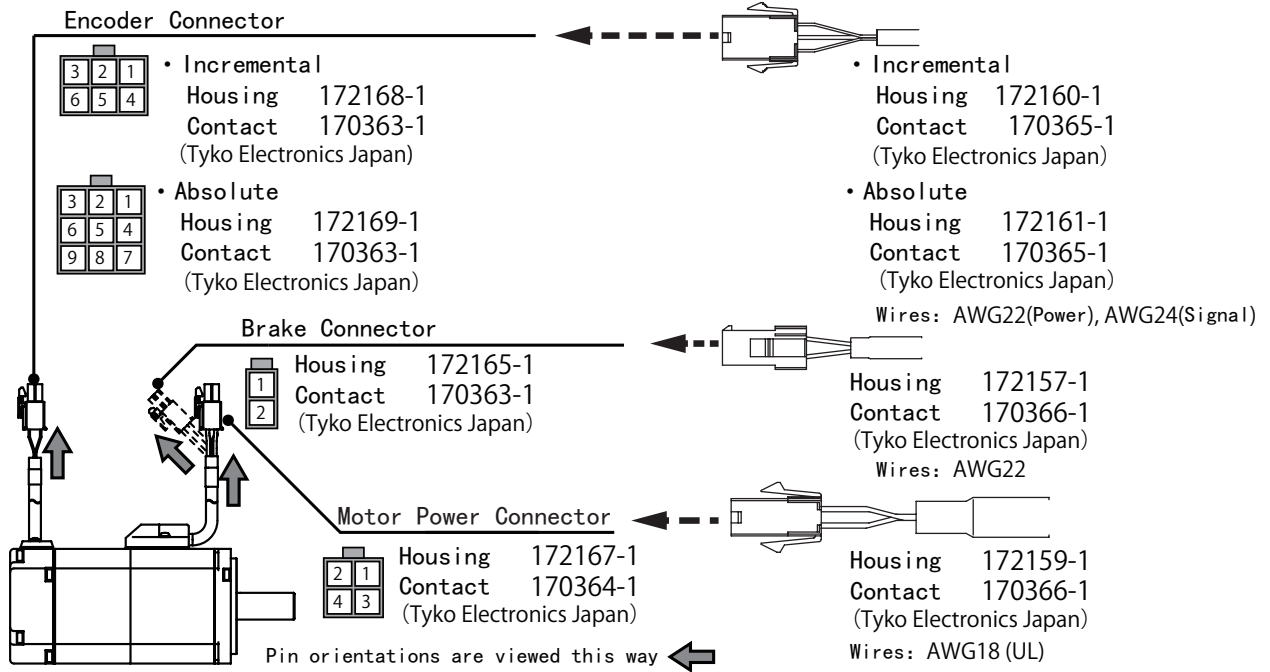 Encoder Connector
3 2 1
6 5 4
・Incremental
Housing 172168-1
Contact 170363-1
(Tyko Electronics Japan)
・Incremental
Housing 172160-1
Contact 170365-1
(Tyko Electronics Japan)
3 2 1
6 5 4
9 8 7
・Absolute
Housing 172169-1
Contact 170363-1
(Tyko Electronics Japan)
・Absolute
Housing 172161-1
Contact 170365-1
(Tyko Electronics Japan)
Wires: AWG22(Power), AWG24(Signal)
Brake Connector
1
2
Housing 172165-1
Contact 170363-1
(Tyko Electronics Japan)
Housing 172157-1
Contact 170366-1
(Tyko Electronics Japan)
Wires: AWG22
Motor Power Connector
2 1
4 3
Housing 172167-1
Contact 170364-1
(Tyko Electronics Japan)
Housing 172159-1
Contact 170366-1
(Tyko Electronics Japan)
Wires: AWG18 (UL)
Pin orientations are viewed this way